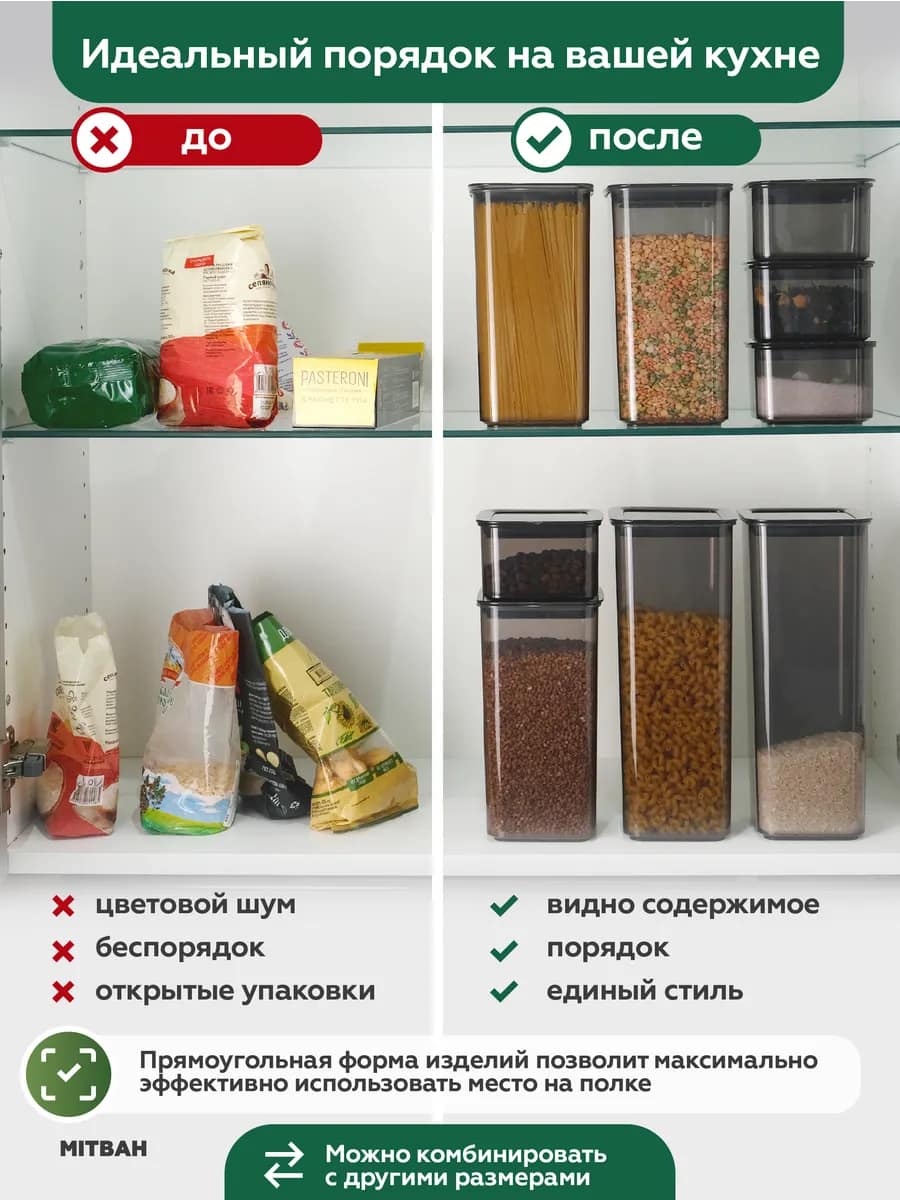 Идеальный порядок на вашей кухне
до
после
PASTERONI
цветовой шум
беспорядок
открытые упаковки
видно содержимое
порядок
единый стиль
Прямоугольная форма изделий позволит максимально
эффективно использовать место на полке
МІТВАН
Можно комбинировать
с другими размерами